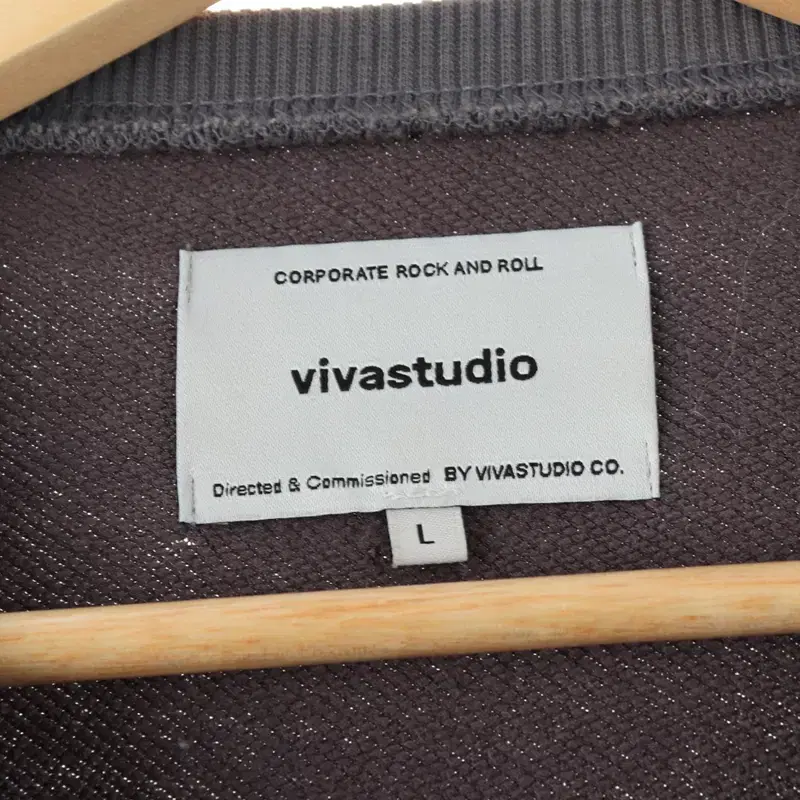 CORPORATE ROCK AND ROLL
vivastudio
Directed & Commissioned BY VIVASTUDIO CO.
L